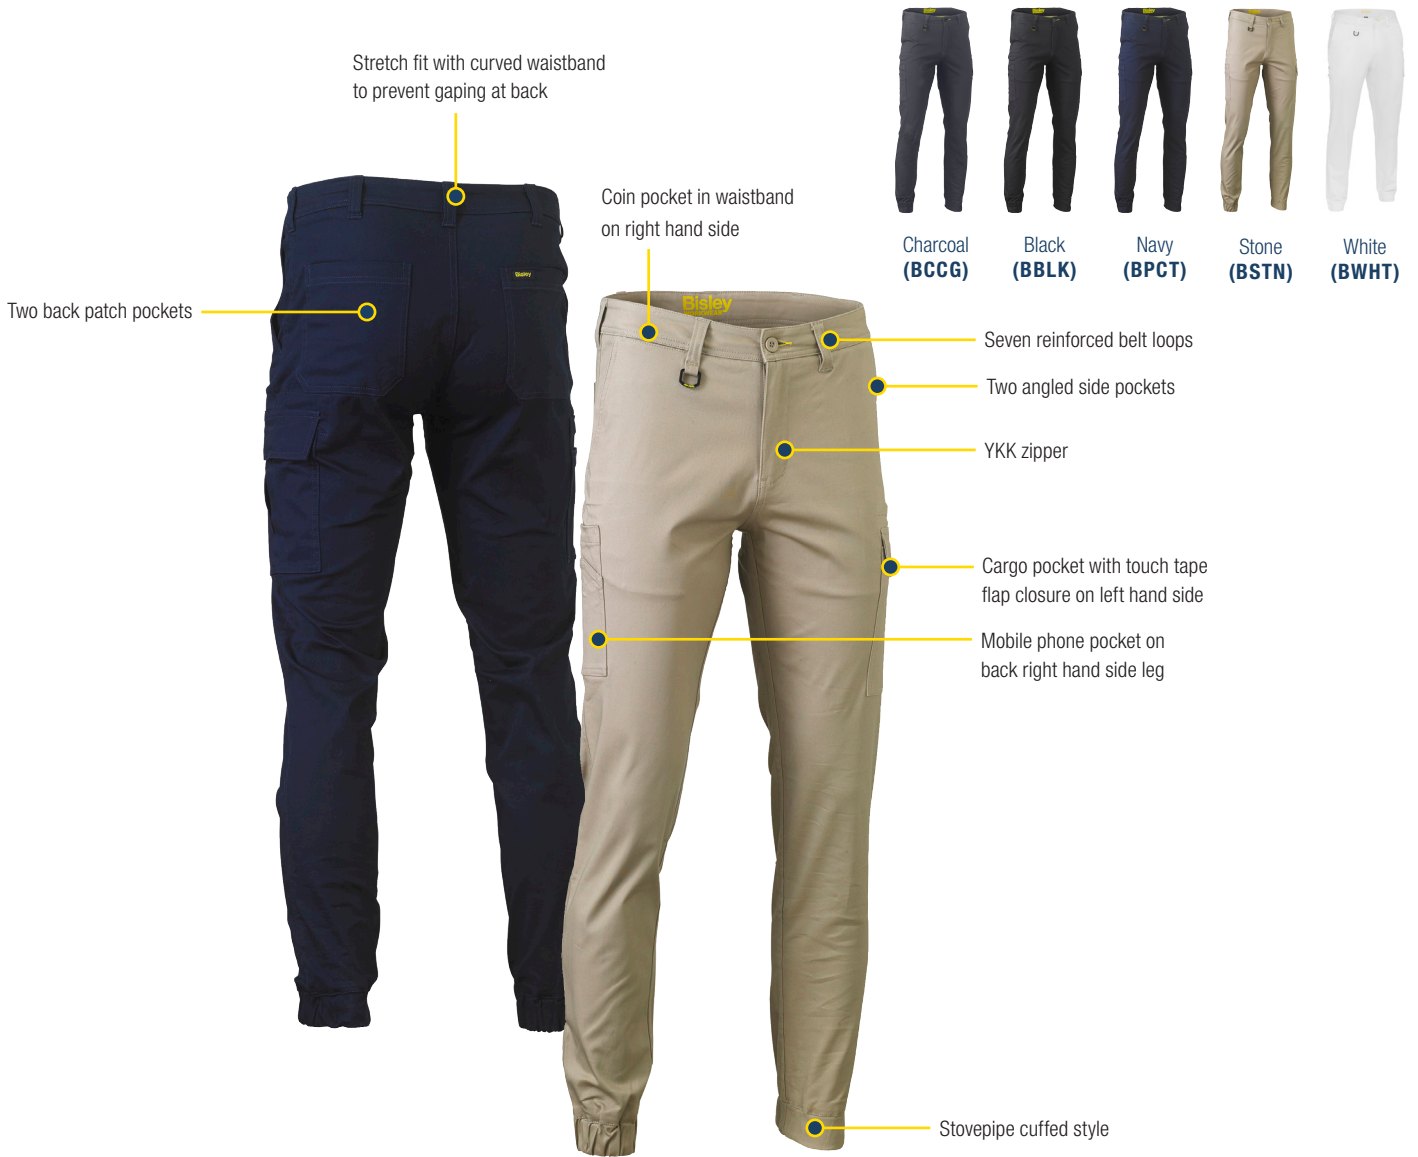 Stretch fit with curved waistband
to prevent gaping at back
Coin pocket in waistband
on right hand side
Charcoal
(BCCG)
Black
(BBLK)
Navy
(BPCT)
Stone
(BSTN)
White
(BWHT)
Two back patch pockets
Bisley
Bisley
Seven reinforced belt loops
Two angled side pockets
YKK zipper
Cargo pocket with touch tape
flap closure on left hand side
Mobile phone pocket on
back right hand side leg
Stovepipe cuffed style